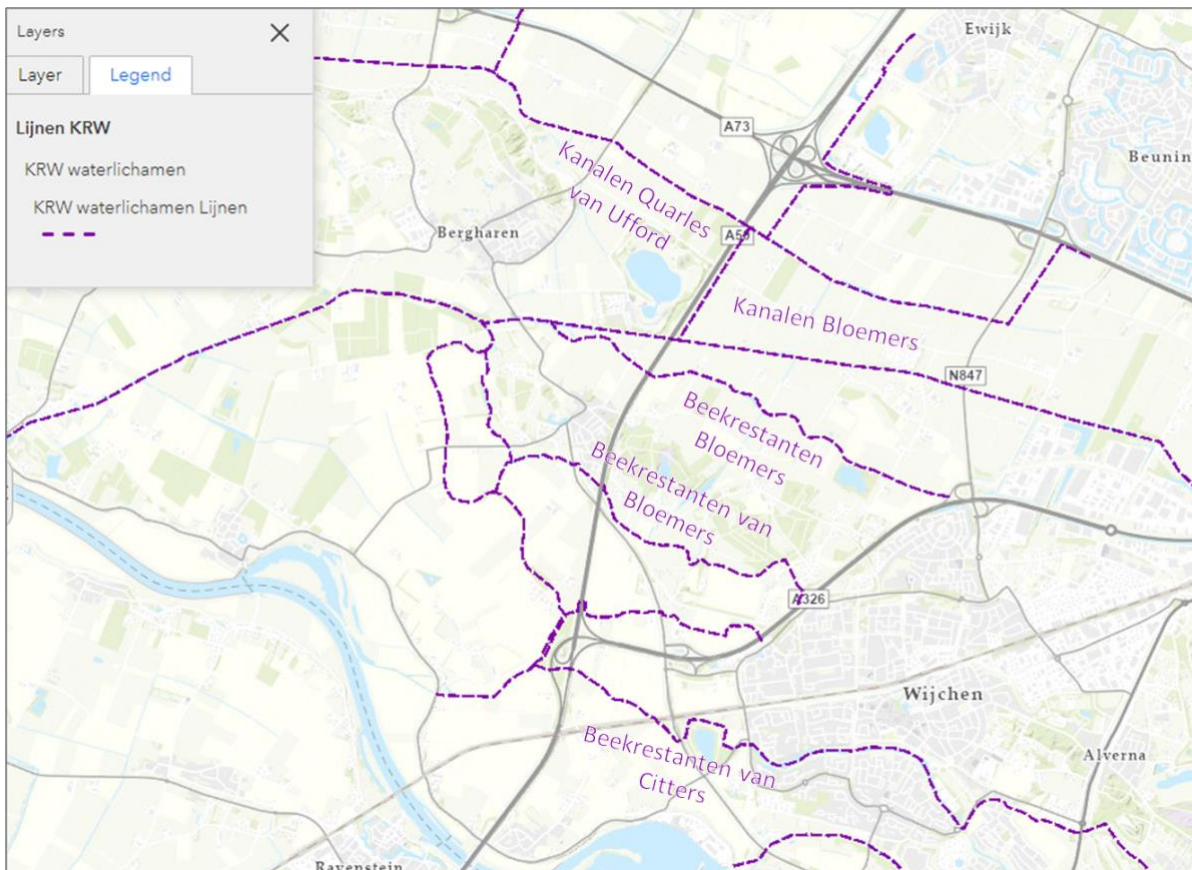 Layers
Layer
Legend
Lijnen KRW
KRW waterlichamen
KRW waterlichamen Lijnen
Ewijk
A73
Beunin
Kanalen Quarles
van Ufford
Bergharen
Kanalen Bloemers
N847
Beekrestanten
Bloemers
Beekrestanten van
Bloemers
A326
Wijchen
Alverna
Beekrestanten van
Citters
Ravenstein